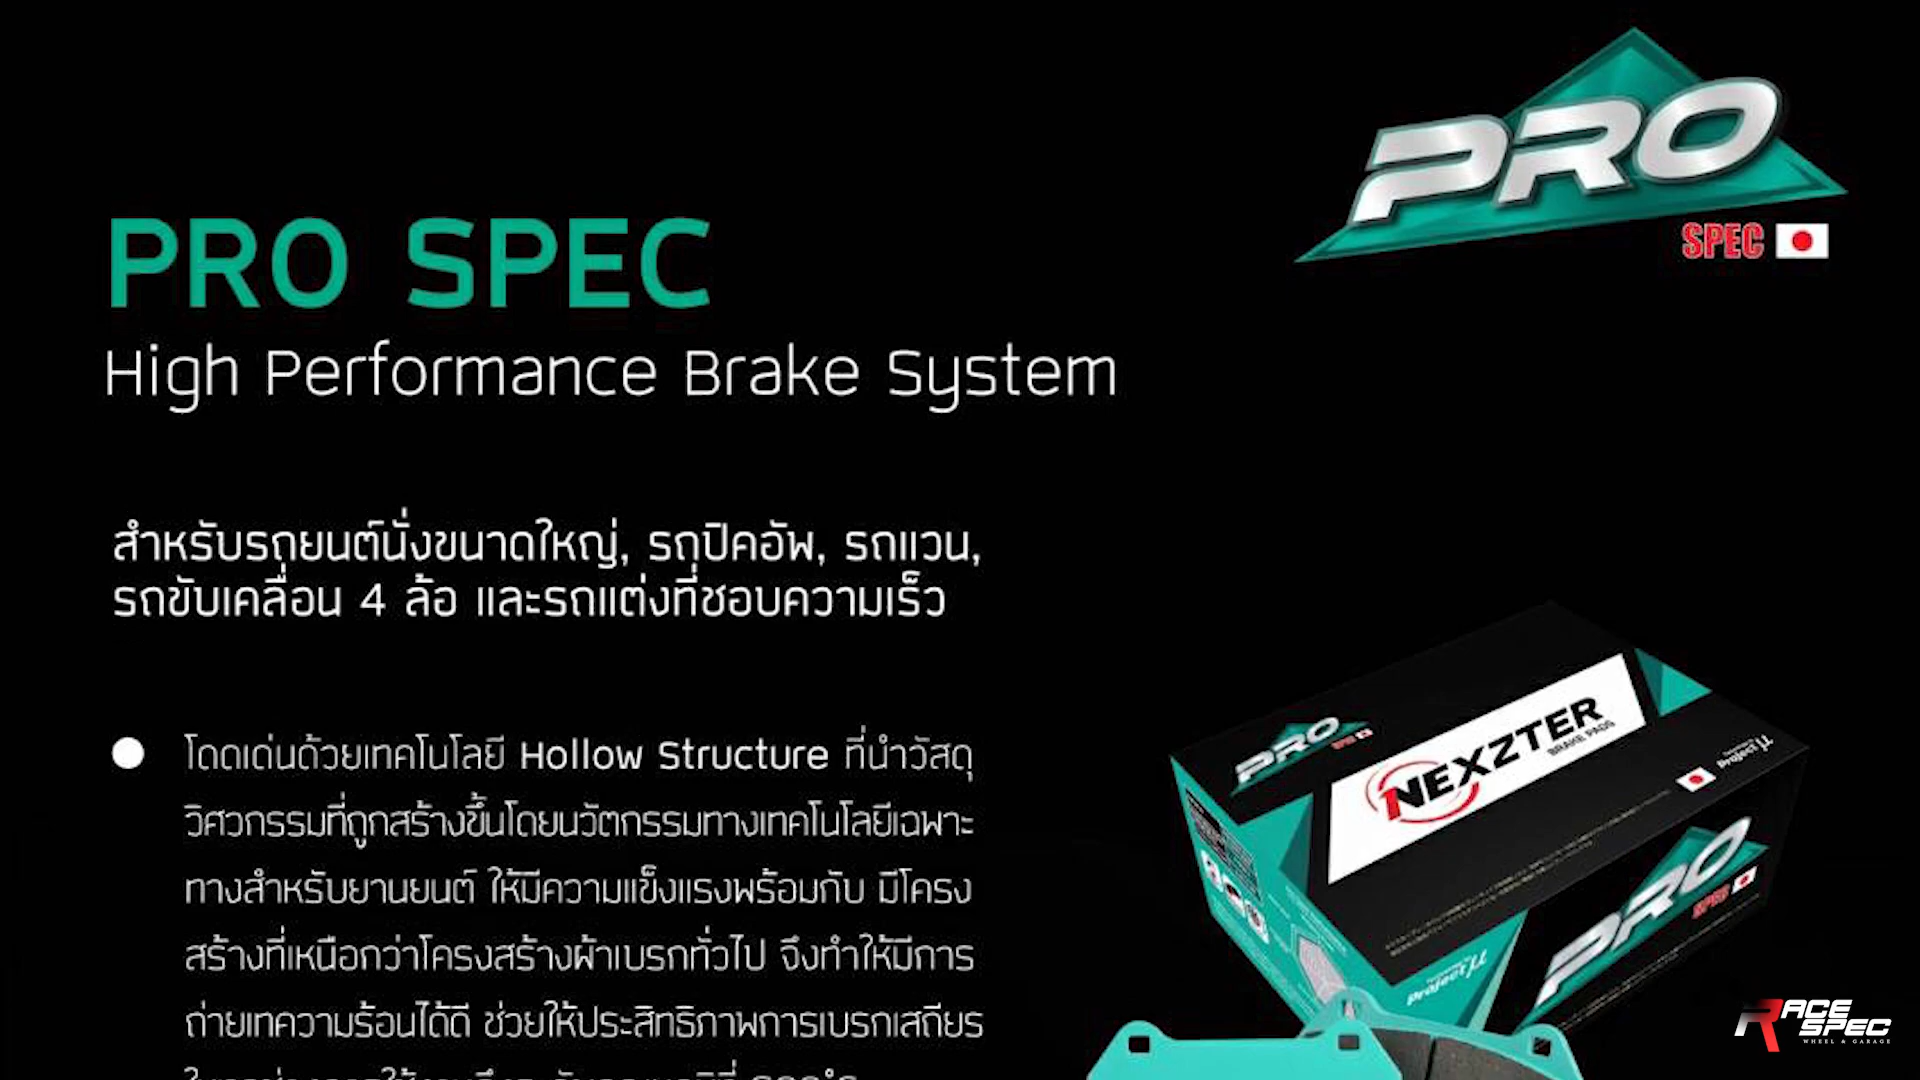 PRO
SPEC
PRO SPEC
High Performance Brake System
สำหรับรถยนต์นั่งขนาดใหญ่, รถปิคอัพ, รถแวน,
รถขับเคลื่อน 4 ล้อ และรถแต่งที่ชอบความเร็ว
โดดเด่นด้วยเทคโนโลยี Hollow Structure ที่นำวัสดุ
วิศวกรรมที่ถูกสร้างขึ้นโดยนวัตกรรมทางเทคโนโลยีเฉพาะ
ทางสำหรับยานยนต์ ให้มีความแข็งแรงพร้อมกับ มีโครง
สร้างที่เหนือกว่าโครงสร้างผ้าเบรกทั่วไป จึงทำให้มีการ
ถ่ายเทความร้อนได้ดี ช่วยให้ประสิทธิภาพการเบรกเสถียร
PRO
SPEC
NEXZTER
BRAKE PADS
Project μ
PRO
SPEC
Project μ
RACE
SPEC
WHEEL & GARAGE